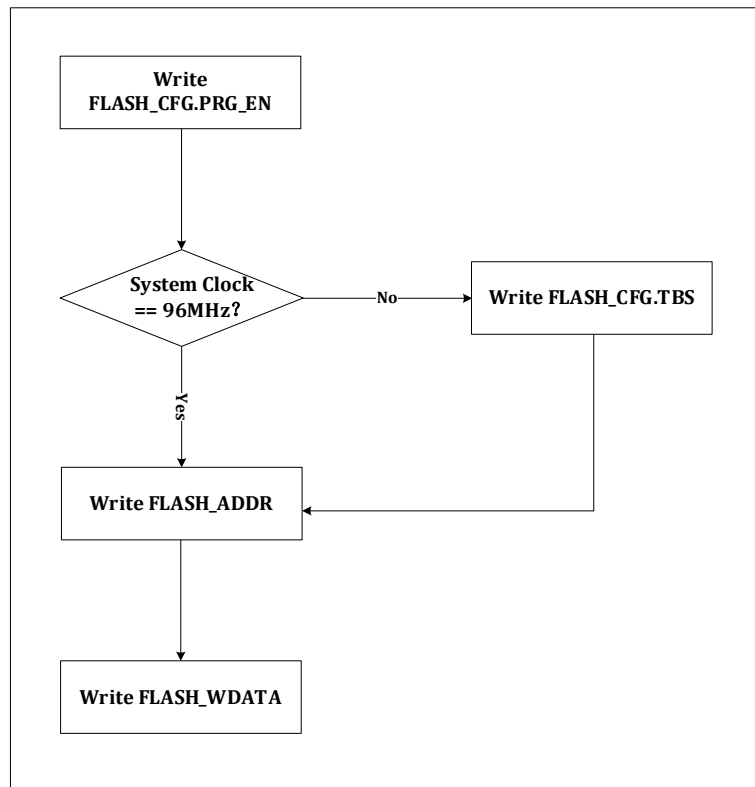 Write
FLASH_CFG.PRG_EN
System Clock
== 96MHz?
No
Write FLASH_CFG.TBS
Yes
Write FLASH_ADDR
Write FLASH_WDATA